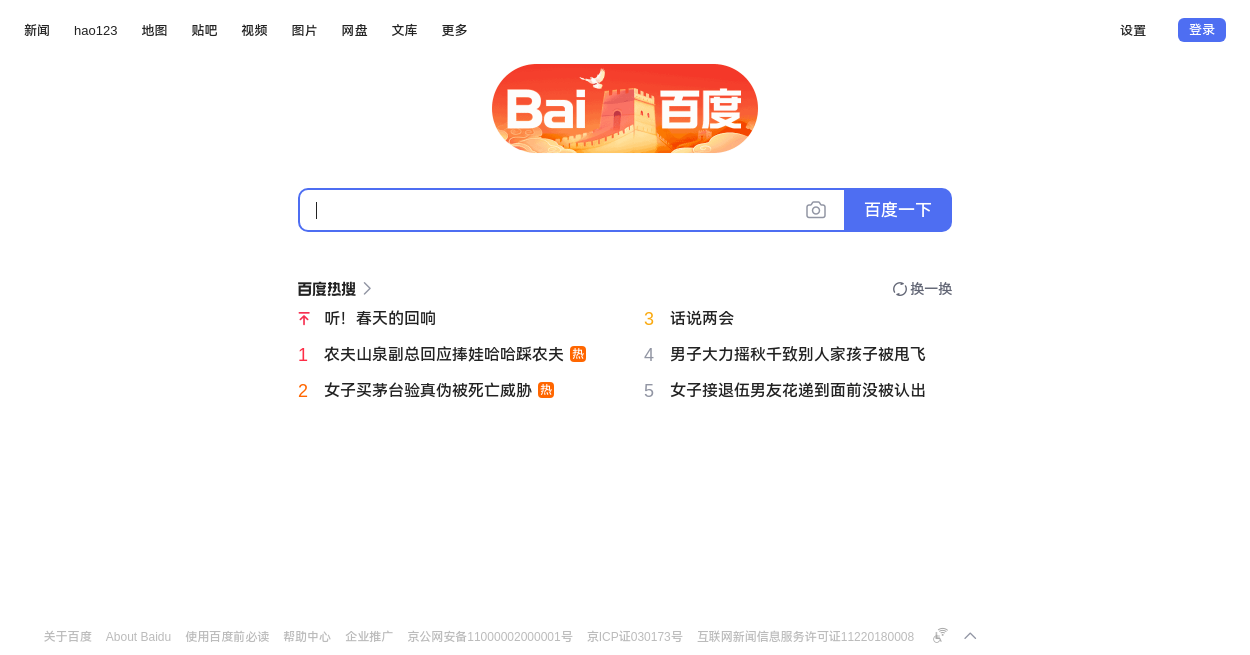 新闻 hao123 地图 贴吧 视频 图片 网盘 文库 更多 设置 登录
Bai 百度
百度一下
百度热搜 换一换
听！春天的回响
1 农夫山泉副总回应捧娃哈哈踩农夫 热
2 女子买茅台验真伪被死亡威胁 热
3 话说两会
4 男子大力摇秋千致别人家孩子被甩飞
5 女子接退伍男友花递到面前没被认出
关于百度 About Baidu 使用百度前必读 帮助中心 企业推广 京公网安备11000002000001号 京ICP证030173号 互联网新闻信息服务许可证11220180008